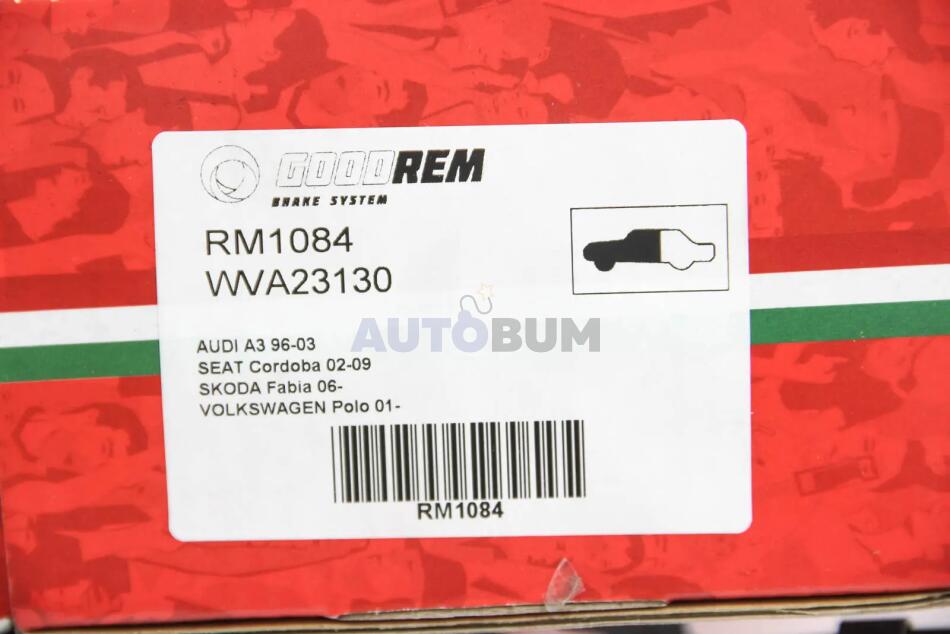 GOODREM
BRAKE SYSTEM
RM1084
WVA23130
AUTOBUM
AUDI A3 96-03
SEAT Cordoba 02-09
SKODA Fabia 06-
VOLKSWAGEN Polo 01-
RM1084